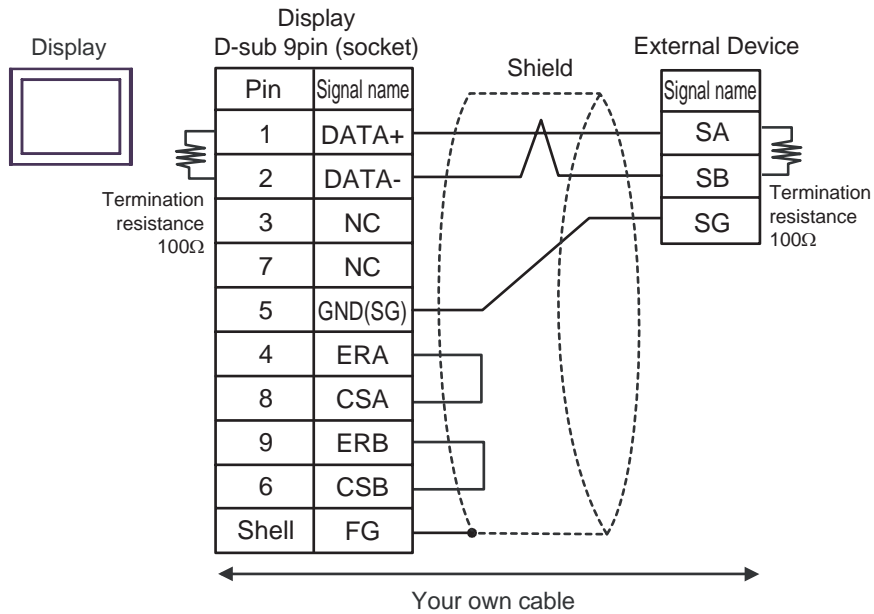 Display
Display
D-sub 9pin (socket)
Shield
External Device
Pin Signal name
1 DATA+
2 DATA-
3 NC
7 NC
5 GND(SG)
4 ERA
8 CSA
9 ERB
6 CSB
Shell FG
Termination
resistance
100Ω
Signal name
SA
SB
SG
Termination
resistance
100Ω
Your own cable